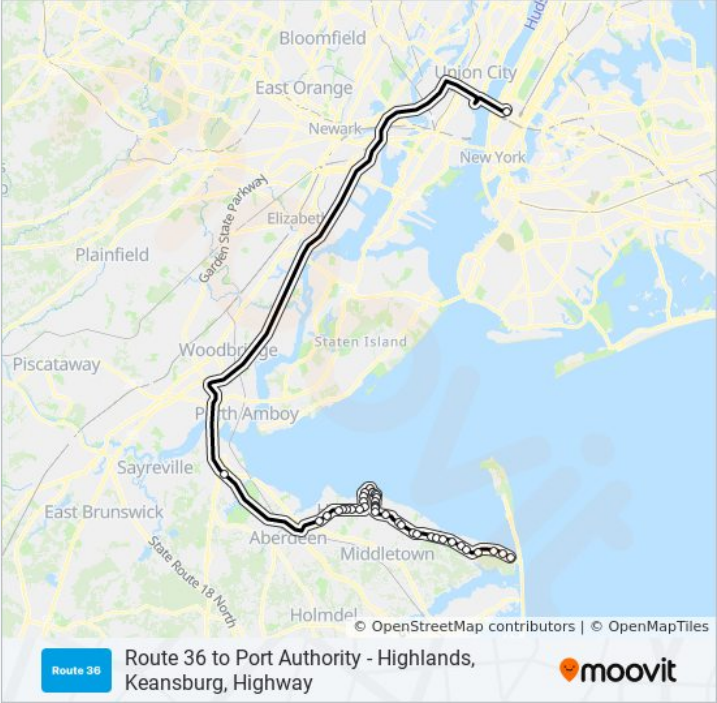 Bloomfield
Union City
Huds
East Orange
Newark
New York
Garden State Parkway
Elizabeth
Plainfield
Staten Island
Woodbridge
Piscataway
Perth Amboy
Sayreville
East Brunswick
Aberdeen
Middletown
State Route 18 North
Holmdel
© OpenStreetMap contributors | © OpenMapTiles
Route 36
Route 36 to Port Authority - Highlands,
Keansburg, Highway
moovit